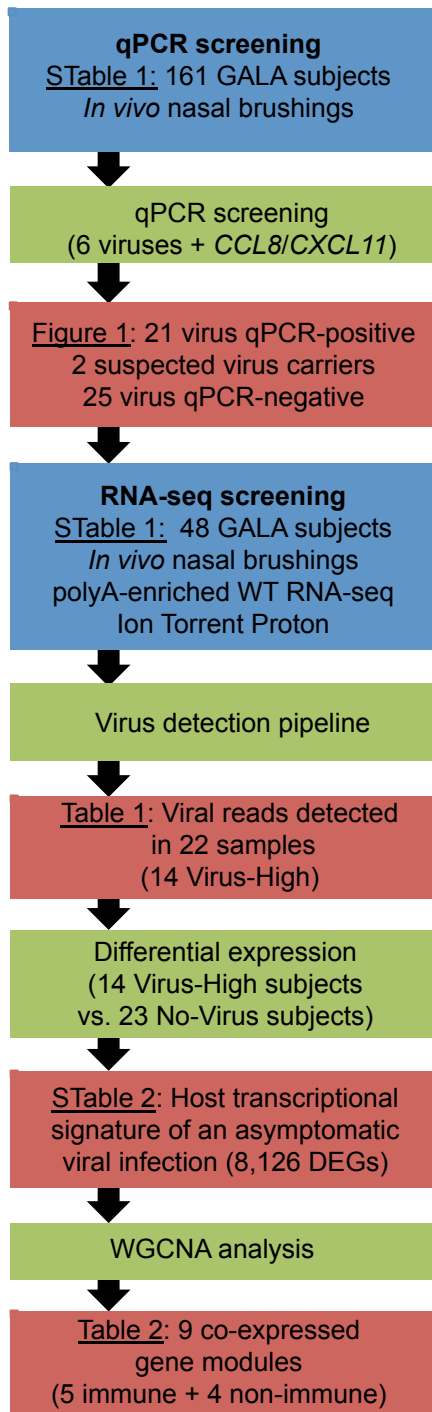 qPCR screening
STable 1: 161 GALA subjects
In vivo nasal brushings
qPCR screening
(6 viruses + CCL8/CXCL11)
Figure 1: 21 virus qPCR-positive
2 suspected virus carriers
25 virus qPCR-negative
RNA-seq screening
STable 1: 48 GALA subjects
In vivo nasal brushings
polyA-enriched WT RNA-seq
Ion Torrent Proton
Virus detection pipeline
Table 1: Viral reads detected
in 22 samples
(14 Virus-High)
Differential expression
(14 Virus-High subjects
vs. 23 No-Virus subjects)
STable 2: Host transcriptional
signature of an asymptomatic
viral infection (8,126 DEGs)
WGCNA analysis
Table 2: 9 co-expressed
gene modules
(5 immune + 4 non-immune)